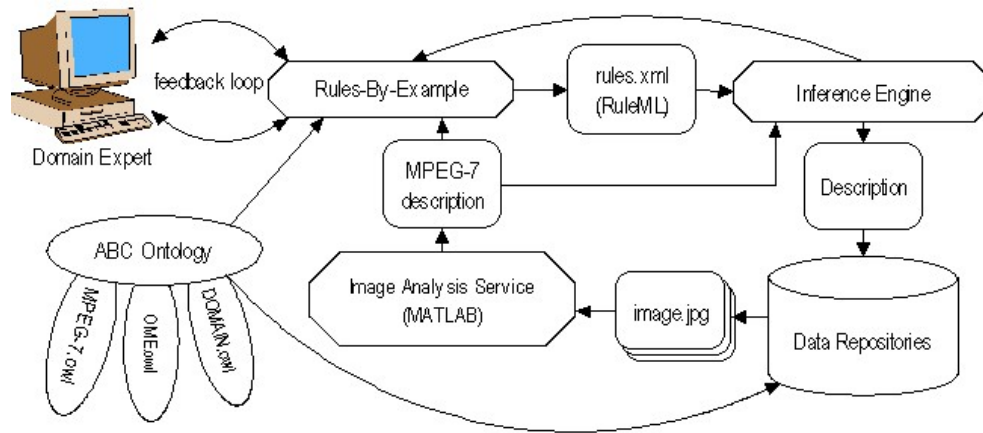 feedback loop
Rules-By-Example
rules.xml
(RuleML)
Inference Engine
Domain Expert
MPEG-7
description
Description
ABC Ontology
MPEG-7.owl
OME.owl
DOMAIN.owl
Image Analysis Service
(MATLAB)
image.jpg
Data Repositories